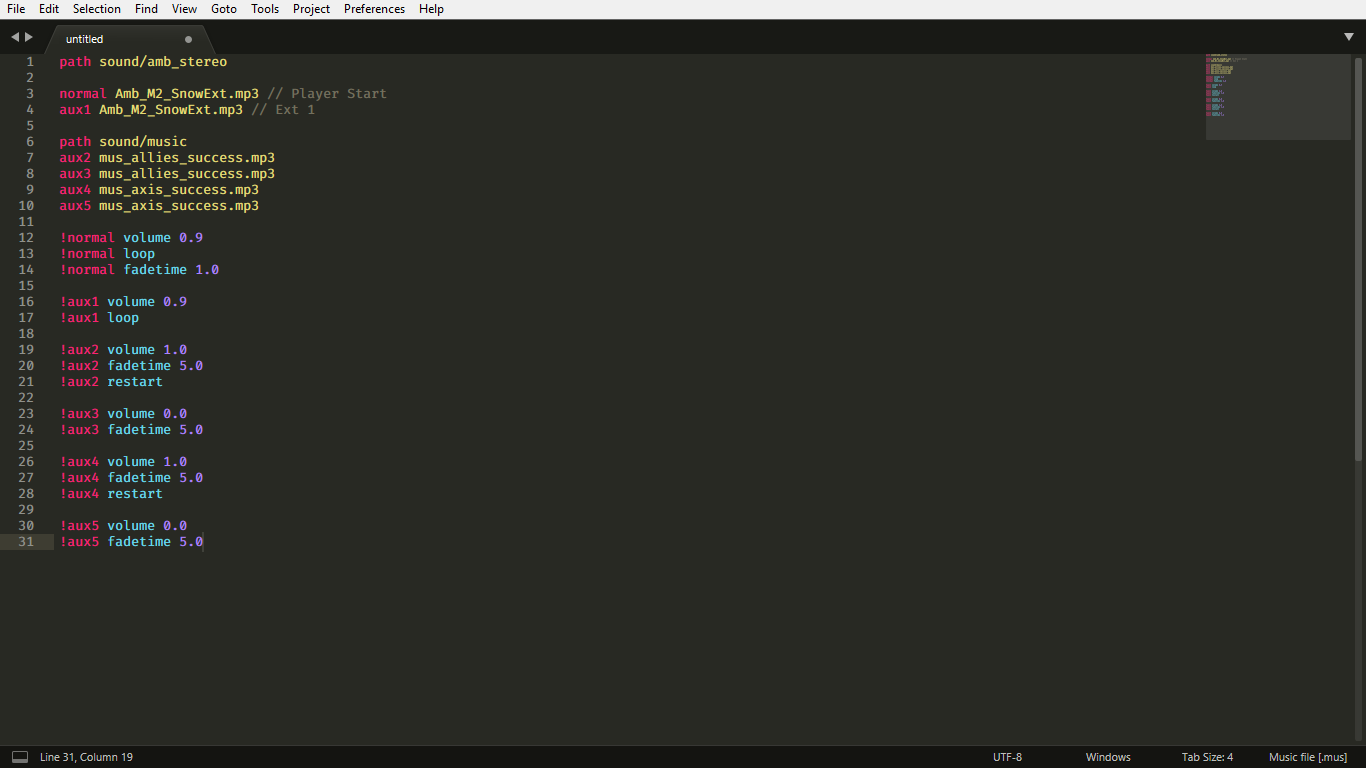 File Edit Selection Find View Goto Tools Project Preferences Help
untitled
1 path sound/amb_stereo
2
3 normal Amb_M2_SnowExt.mp3 // Player Start
4 aux1 Amb_M2_SnowExt.mp3 // Ext 1
5
6 path sound/music
7 aux2 mus_allies_success.mp3
8 aux3 mus_allies_success.mp3
9 aux4 mus_axis_success.mp3
10 aux5 mus_axis_success.mp3
11
12 !normal volume 0.9
13 !normal loop
14 !normal fadetime 1.0
15
16 !aux1 volume 0.9
17 !aux1 loop
18
19 !aux2 volume 1.0
20 !aux2 fadetime 5.0
21 !aux2 restart
22
23 !aux3 volume 0.0
24 !aux3 fadetime 5.0
25
26 !aux4 volume 1.0
27 !aux4 fadetime 5.0
28 !aux4 restart
29
30 !aux5 volume 0.0
31 !aux5 fadetime 5.0
Line 31, Column 19 UTF-8 Windows Tab Size: 4 Music file [.mus]